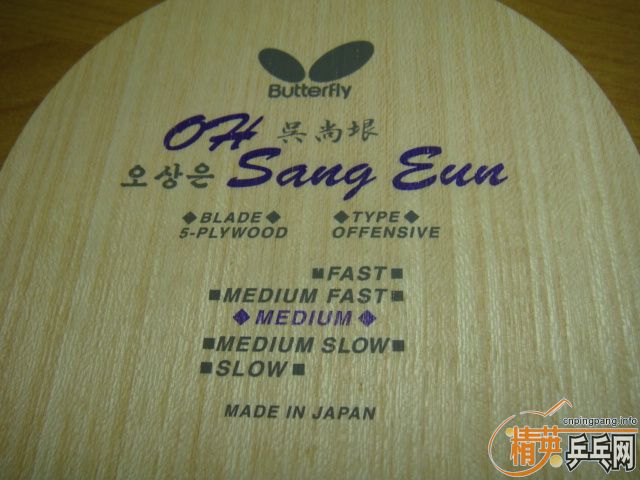 Butterfly
OH 吳尚垠
오상은 Sang Eun
◆BLADE◆ ◆TYPE◆
5-PLYWOOD OFFENSIVE
■FAST■
■MEDIUM FAST■
◆MEDIUM◆
■MEDIUM SLOW■
■SLOW■
MADE IN JAPAN
cnpingpang.info
精英乒乓网